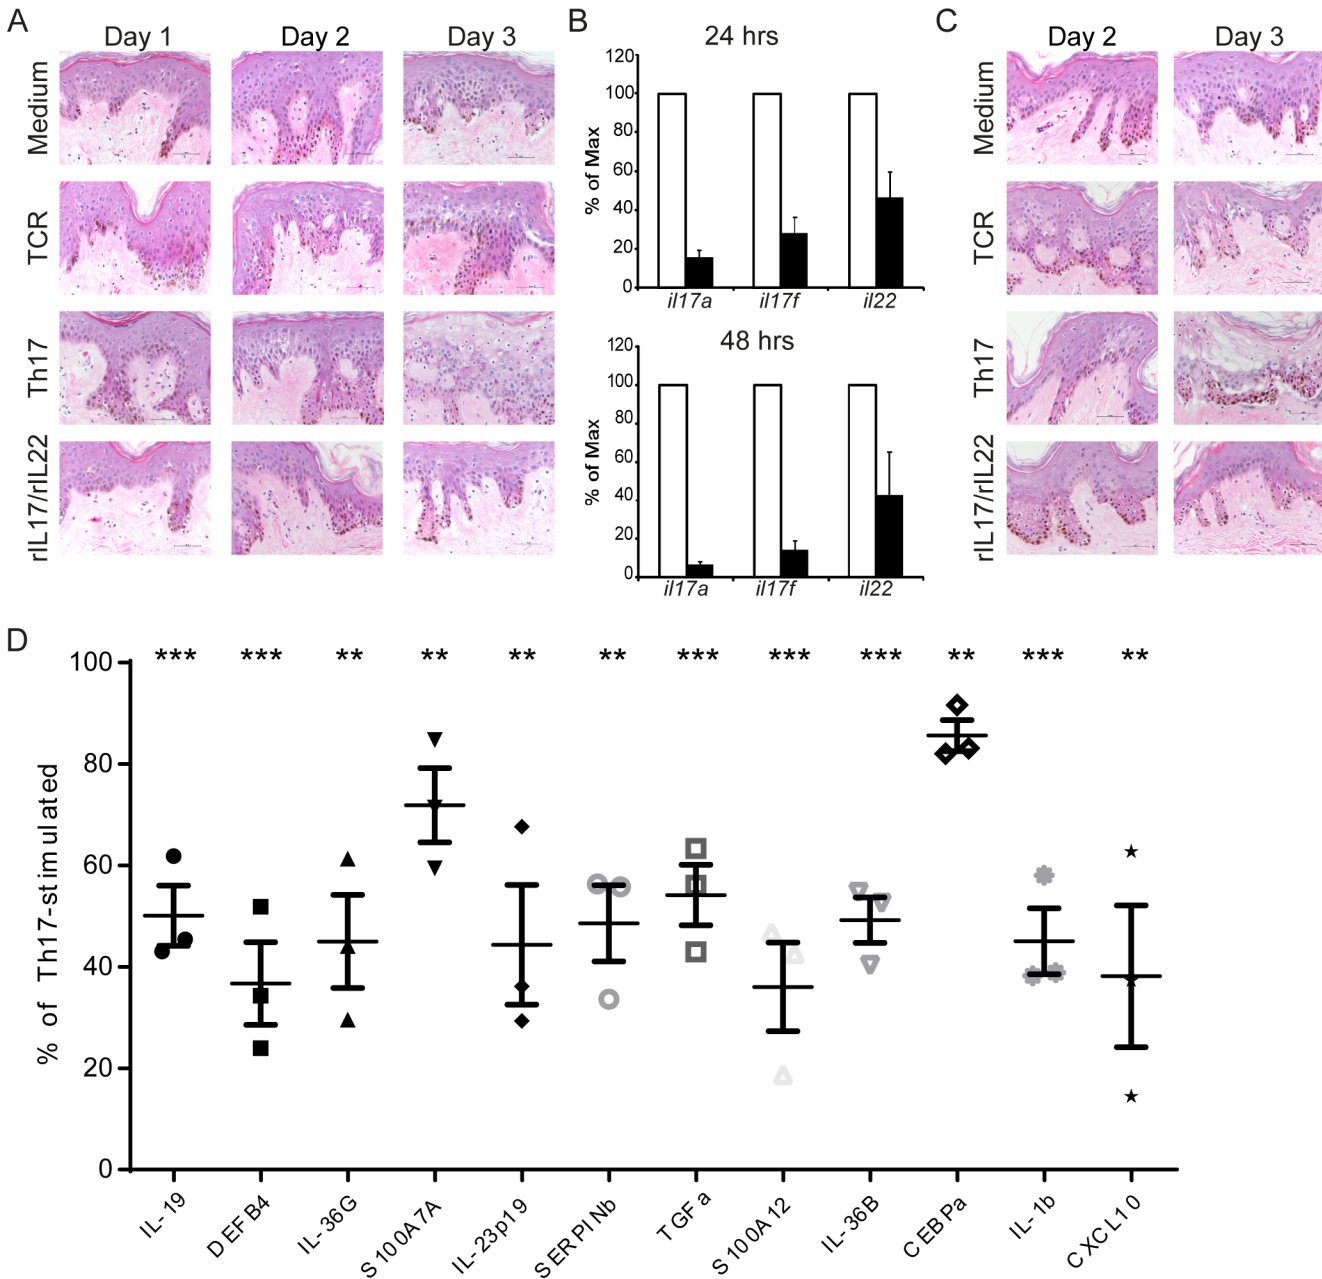 A
Day 1
Day 2
Day 3
Medium
TCR
Th17
rIL17/rIL22
B
24 hrs
% of Max
120
100
80
60
40
20
0
il17a
il17f
il22
48 hrs
% of Max
120
100
80
60
40
20
0
il17a
il17f
il22
C
Day 2
Day 3
Medium
TCR
Th17
rIL17/rIL22
D
% of Th17-stimulated
100
80
60
40
20
0
*** *** ** ** ** ** *** *** *** ** *** **
IL-19
DEFB4
IL-36G
S100A7A
IL-23p19
SERPINb
TGFa
S100A12
IL-36B
CEBPa
IL-1b
CXCL10